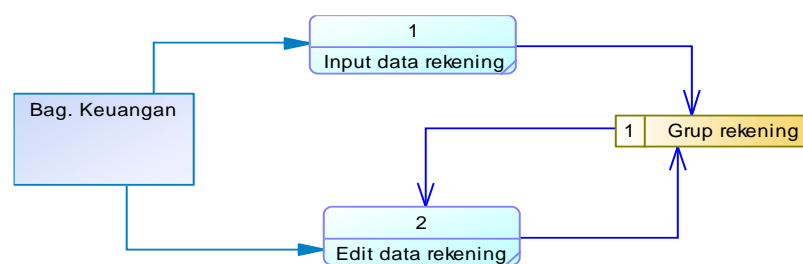 1
Input data rekening
Bag. Keuangan
1 Grup rekening
2
Edit data rekening